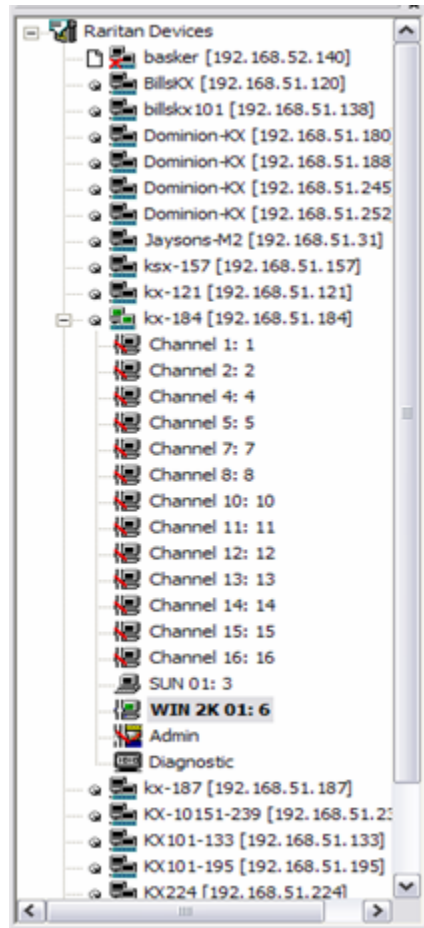 Raritan Devices
basker [192.168.52.140]
BillsKX [192.168.51.120]
billskx101 [192.168.51.138]
Dominion-KX [192.168.51.180
Dominion-KX [192.168.51.188
Dominion-KX [192.168.51.245
Dominion-KX [192.168.51.252
Jaysons-M2 [192.168.51.31]
ksx-157 [192.168.51.157]
kx-121 [192.168.51.121]
kx-184 [192.168.51.184]
Channel 1: 1
Channel 2: 2
Channel 4: 4
Channel 5: 5
Channel 7: 7
Channel 8: 8
Channel 10: 10
Channel 11: 11
Channel 12: 12
Channel 13: 13
Channel 14: 14
Channel 15: 15
Channel 16: 16
SUN 01: 3
WIN 2K 01: 6
Admin
Diagnostic
kx-187 [192.168.51.187]
KX-10151-239 [192.168.51.23
KX101-133 [192.168.51.133]
KX101-195 [192.168.51.195]
KX224 [192.168.51.224]